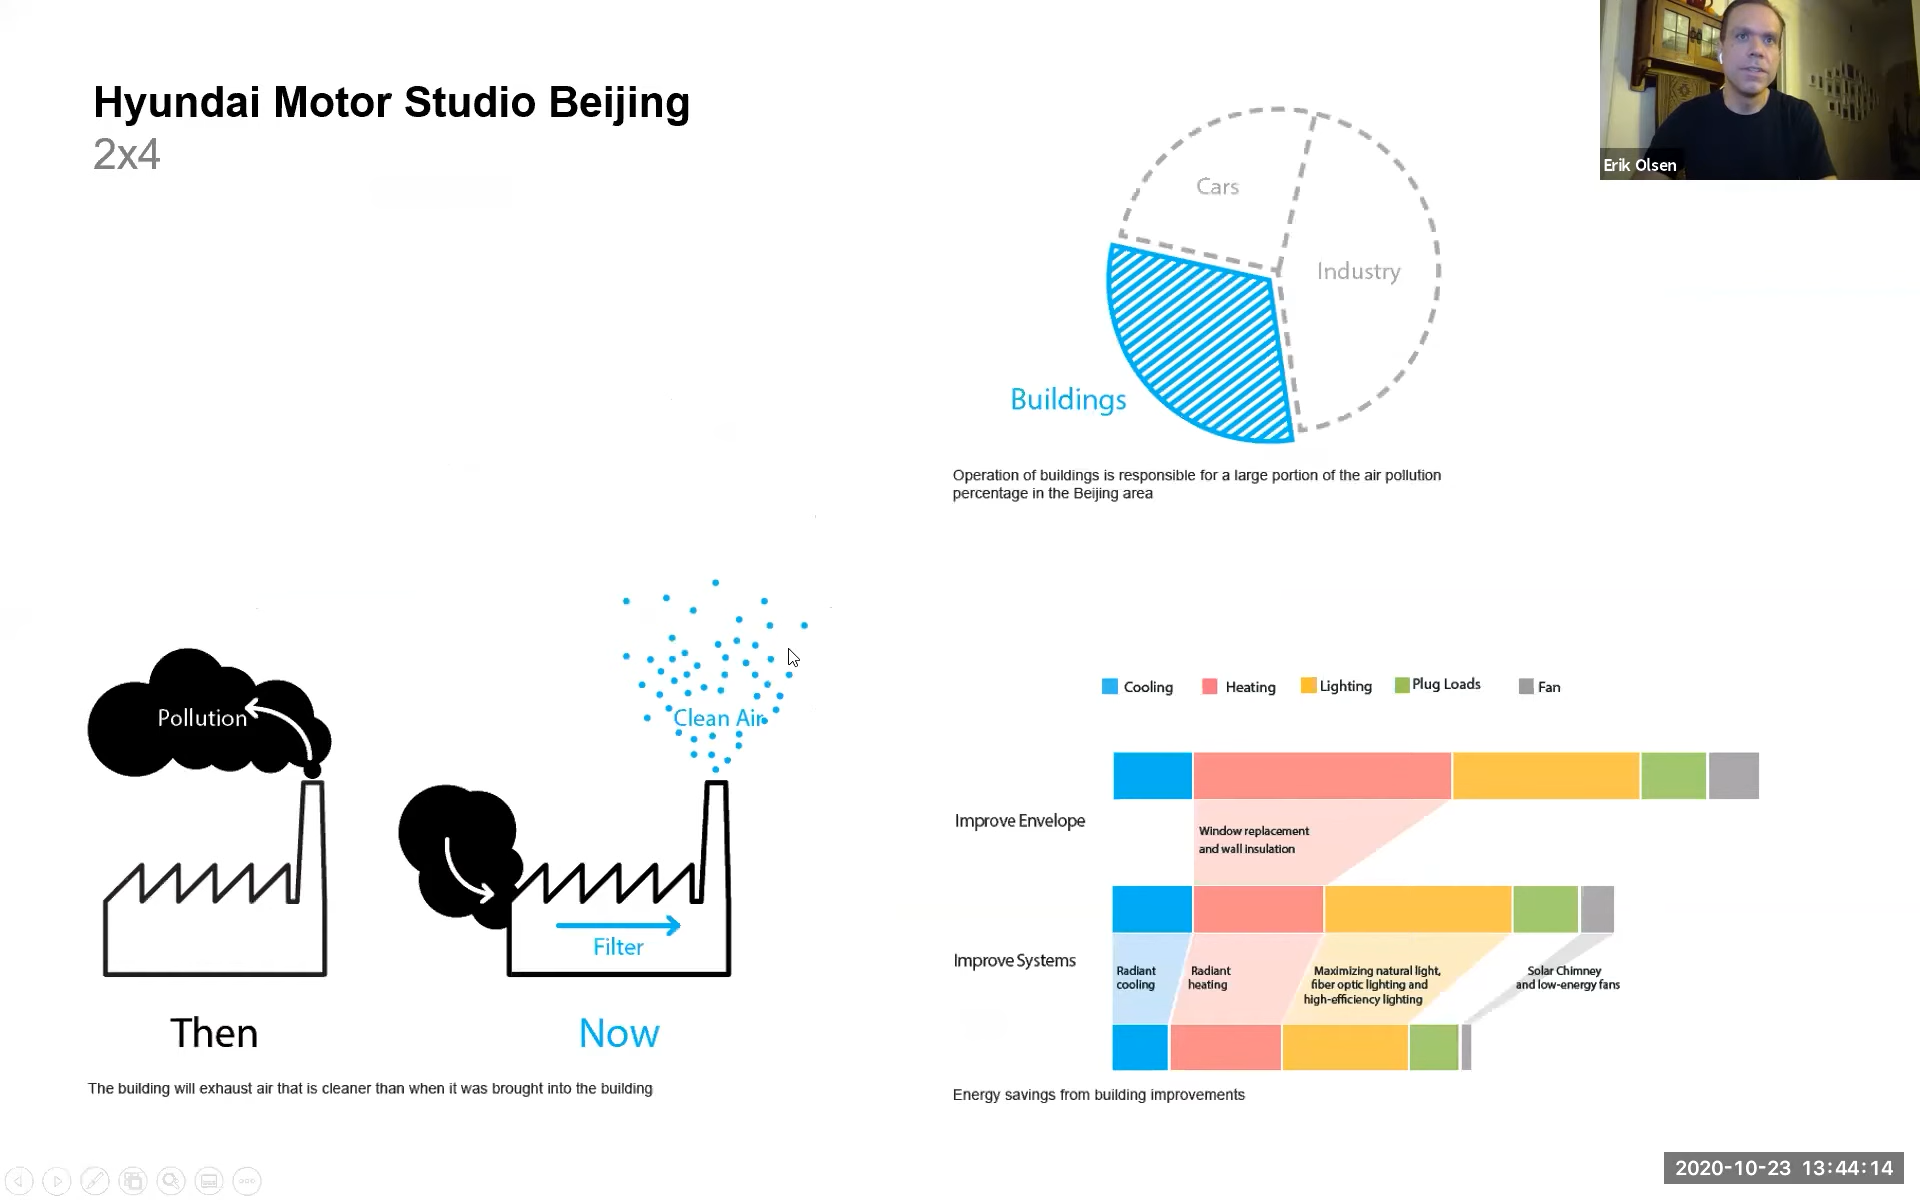 Hyundai Motor Studio Beijing
2x4
Erik Olsen
Cars
Industry
Buildings
Operation of buildings is responsible for a large portion of the air pollution
percentage in the Beijing area
Pollution
Clean Air
Filter
Then
Now
The building will exhaust air that is cleaner than when it was brought into the building
Cooling
Heating
Lighting
Plug Loads
Fan
Improve Envelope
Window replacement
and wall insulation
Improve Systems
Radiant
cooling
Radiant
heating
Maximizing natural light,
fiber optic lighting and
high-efficiency lighting
Solar Chimney
and low-energy fans
Energy savings from building improvements
2020-10-23 13:44:14